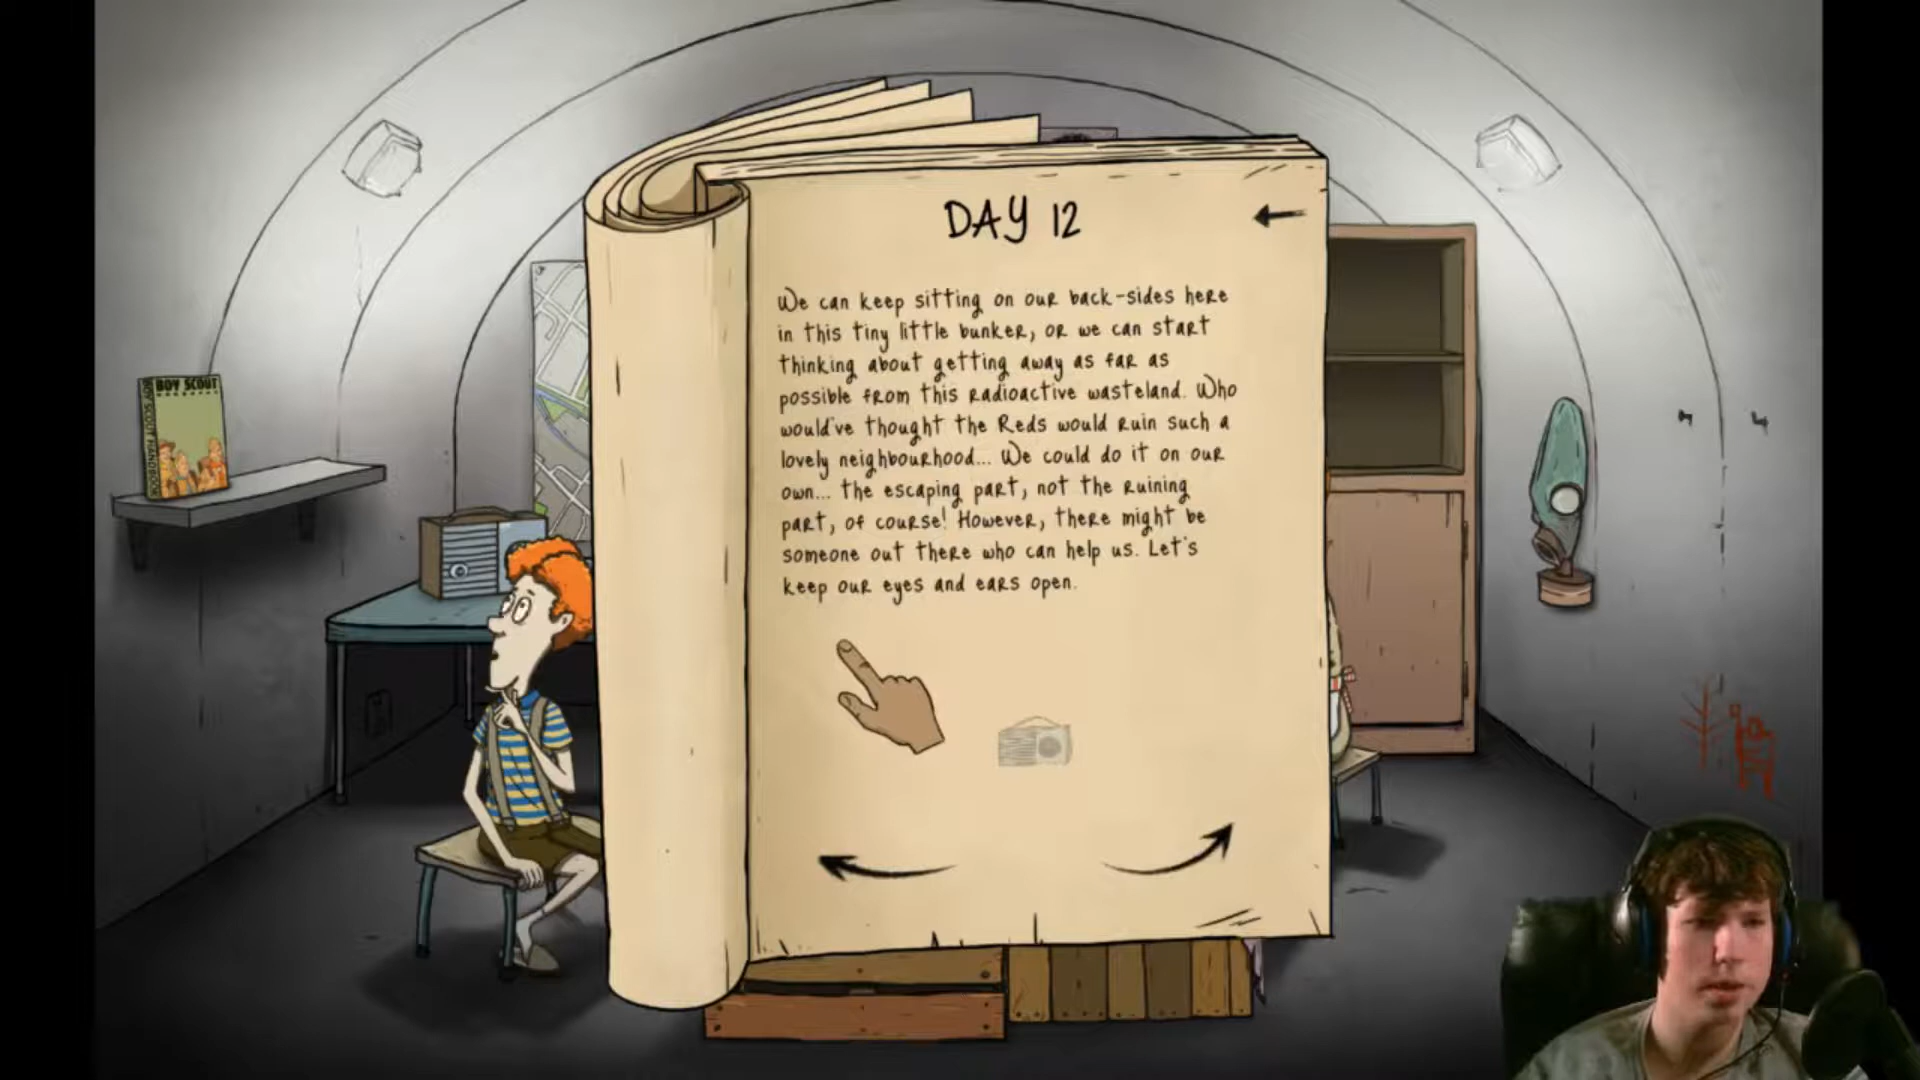 BOY SCOUT
BOY SCOUT HANDBOOK
DAY 12
We can keep sitting on our back-sides here
in this tiny little bunker, or we can start
thinking about getting away as far as
possible from this radioactive wasteland. Who
would've thought the Reds would ruin such a
lovely neighbourhood... We could do it on our
own... the escaping part, not the ruining
part, of course! However, there might be
someone out there who can help us. Let's
keep our eyes and ears open.